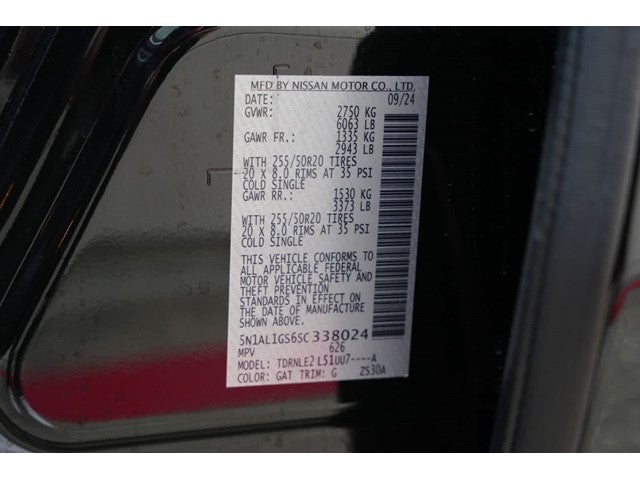 MFD BY NISSAN MOTOR CO., LTD.
DATE: 09/24
GVWR: 2750 KG
6063 LB
GAWR FR.: 1335 KG
2943 LB
WITH 255/50R20 TIRES
20 X 8.0 RIMS AT 35 PSI
COLD SINGLE
GAWR RR.: 1530 KG
3373 LB
WITH 255/50R20 TIRES
20 X 8.0 RIMS AT 35 PSI
COLD SINGLE
THIS VEHICLE CONFORMS TO
ALL APPLICABLE FEDERAL
MOTOR VEHICLE SAFETY AND
THEFT PREVENTION
STANDARDS IN EFFECT ON
THE DATE OF MANUFACTURE
SHOWN ABOVE.
5N1AL1GS6SC338024
MPV 626
MODEL: TDRNLE2 L51UU7----A
COLOR: GAT TRIM: G ZS30A